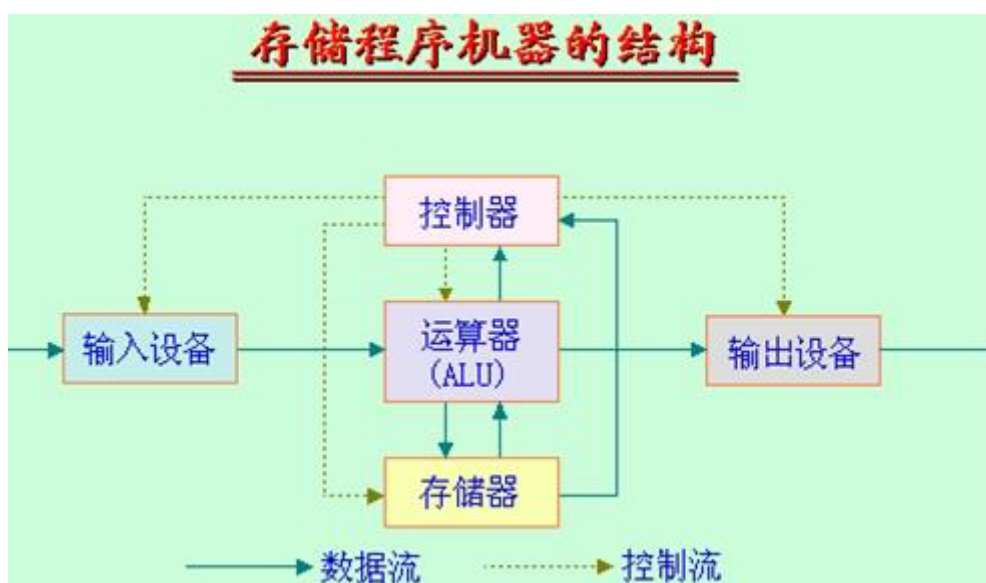 存储程序机器的结构
控制器
输入设备
运算器
(ALU)
输出设备
存储器
数据流
控制流